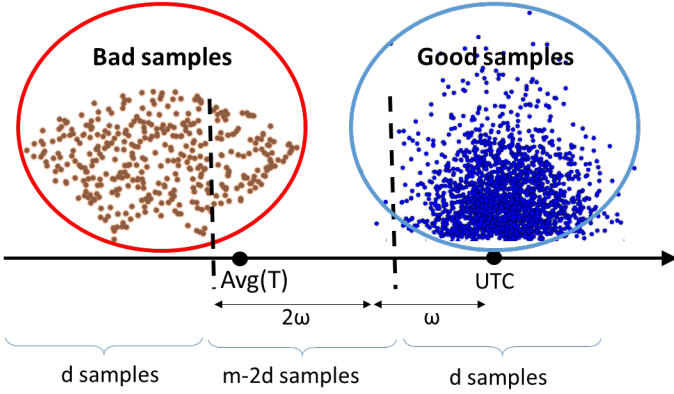 Bad samples
Good samples
Avg(T)
UTC
2ω
ω
d samples
m-2d samples
d samples